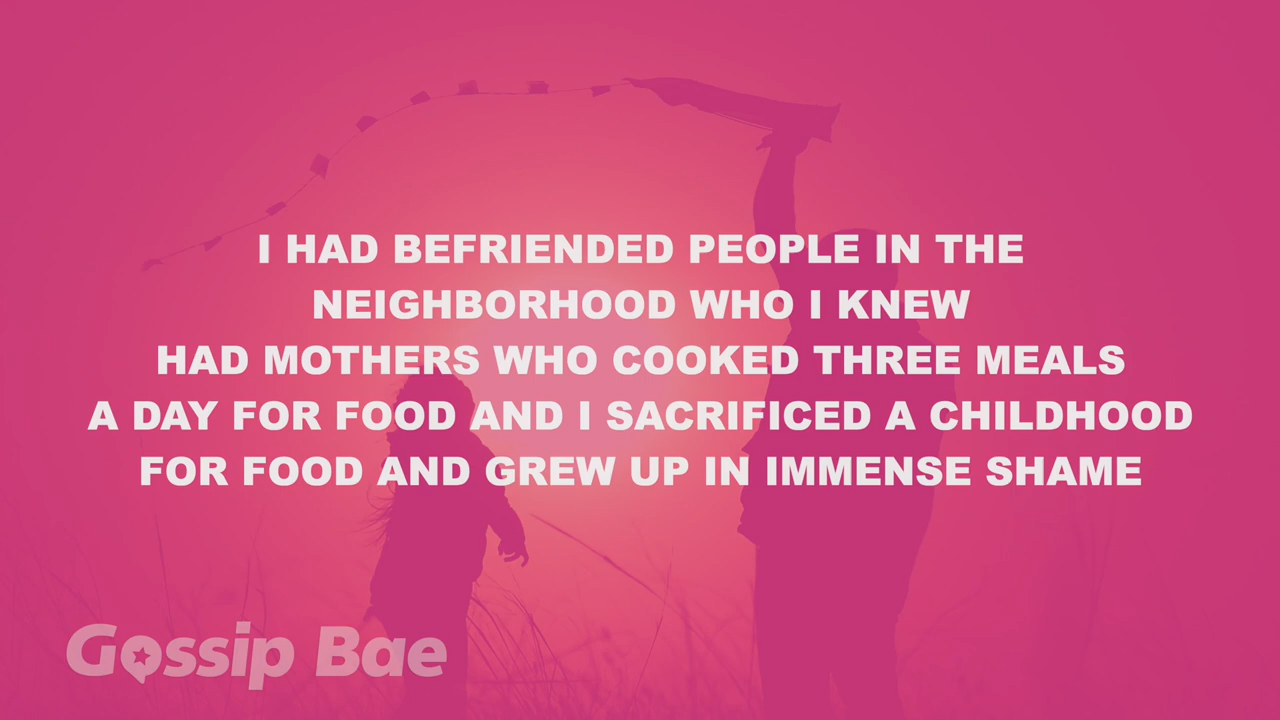 I HAD BEFRIENDED PEOPLE IN THE
NEIGHBORHOOD WHO I KNEW
HAD MOTHERS WHO COOKED THREE MEALS
A DAY FOR FOOD AND I SACRIFICED A CHILDHOOD
FOR FOOD AND GREW UP IN IMMENSE SHAME
Gossip Bae